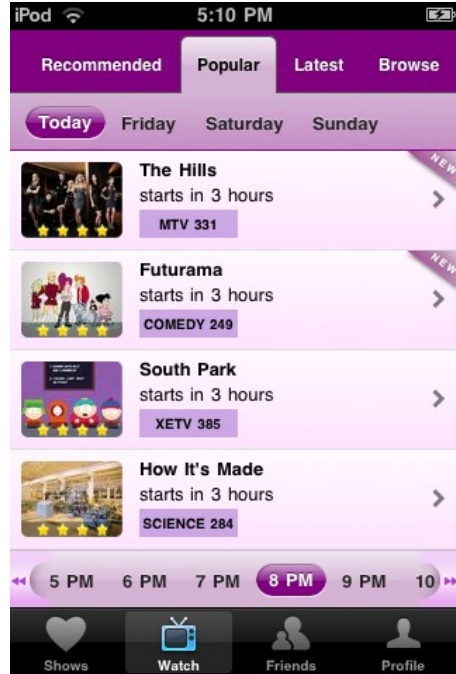 iPod 5:10 PM
Recommended Popular Latest Browse
Today Friday Saturday Sunday
The Hills
NEW
starts in 3 hours
MTV 331
Futurama
NEW
starts in 3 hours
COMEDY 249
South Park
starts in 3 hours
XETV 385
How It's Made
starts in 3 hours
SCIENCE 284
5 PM 6 PM 7 PM 8 PM 9 PM 10
Shows Watch Friends Profile